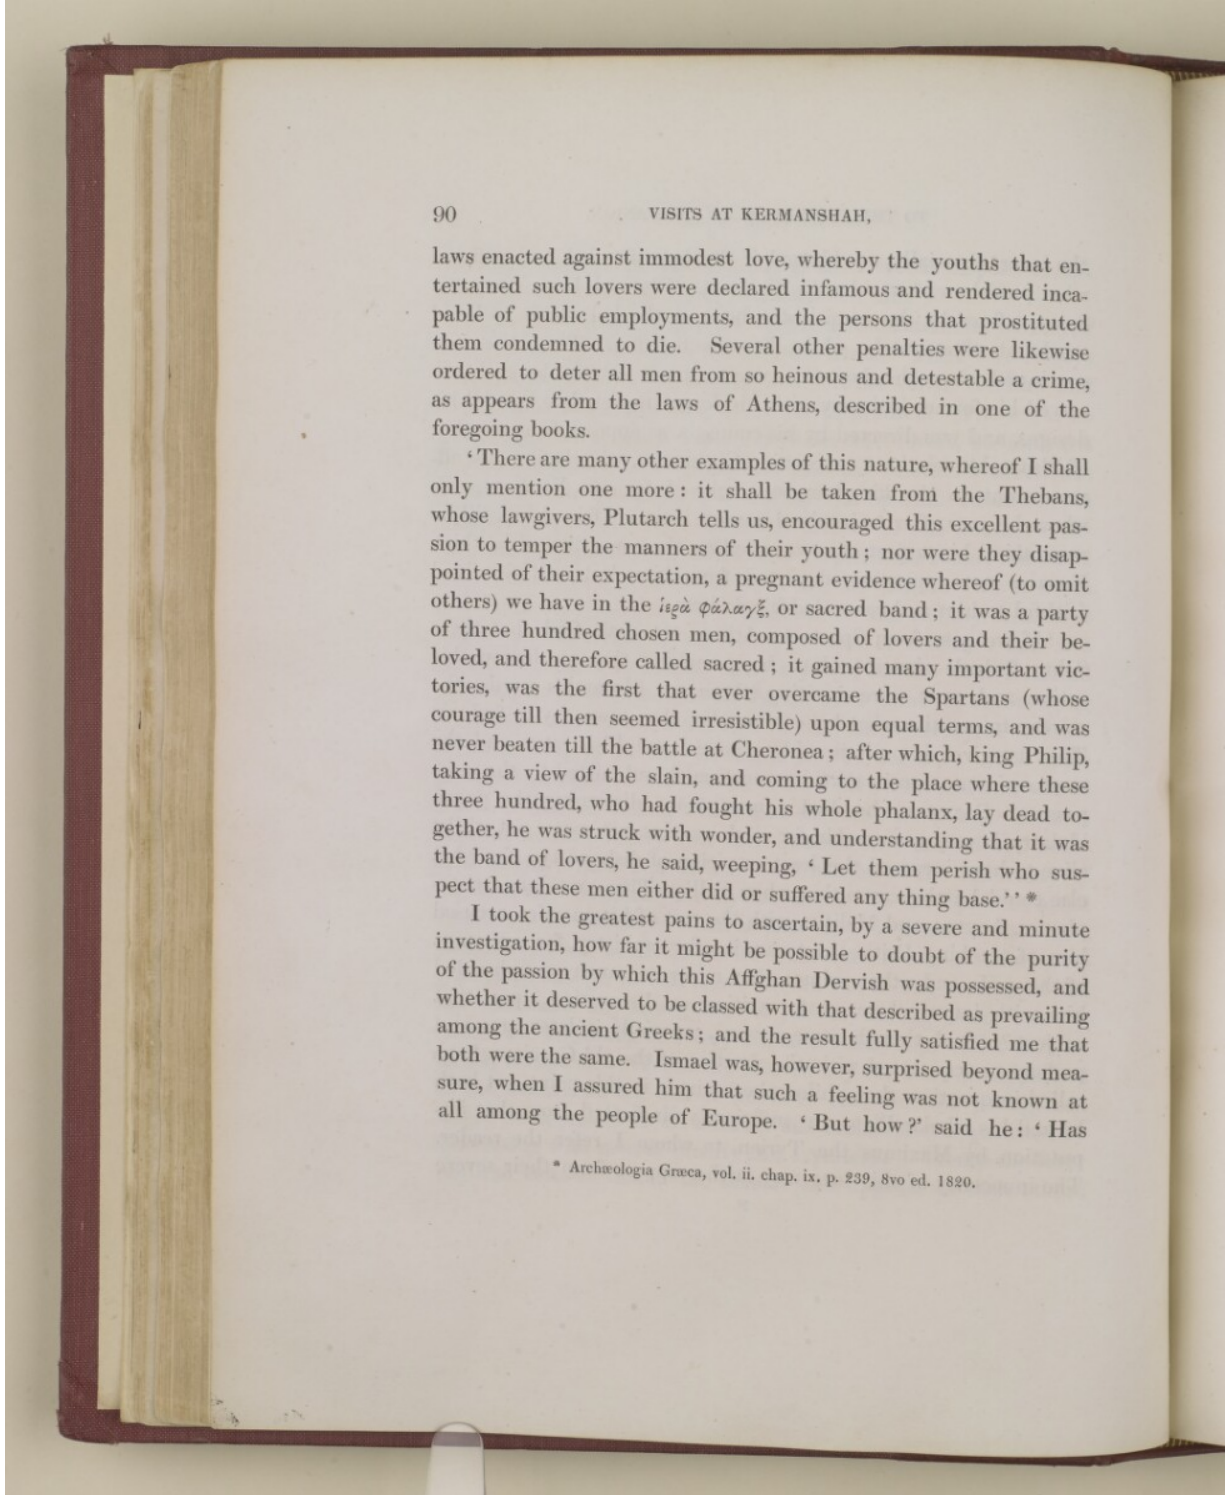 90 VISITS AT KERMANSHAH,
laws enacted against immodest love, whereby the youths that en-
tertained such lovers were declared infamous and rendered inca-
pable of public employments, and the persons that prostituted
them condemned to die. Several other penalties were likewise
ordered to deter all men from so heinous and detestable a crime,
as appears from the laws of Athens, described in one of the
foregoing books.
‘There are many other examples of this nature, whereof I shall
only mention one more: it shall be taken from the Thebans,
whose lawgivers, Plutarch tells us, encouraged this excellent pas-
sion to temper the manners of their youth; nor were they disap-
pointed of their expectation, a pregnant evidence whereof (to omit
others) we have in the ἱερὰ φάλαγξ, or sacred band; it was a party
of three hundred chosen men, composed of lovers and their be-
loved, and therefore called sacred; it gained many important vic-
tories, was the first that ever overcame the Spartans (whose
courage till then seemed irresistible) upon equal terms, and was
never beaten till the battle at Cheronea; after which, king Philip,
taking a view of the slain, and coming to the place where these
three hundred, who had fought his whole phalanx, lay dead to-
gether, he was struck with wonder, and understanding that it was
the band of lovers, he said, weeping, ‘Let them perish who sus-
pect that these men either did or suffered any thing base.’’ *
I took the greatest pains to ascertain, by a severe and minute
investigation, how far it might be possible to doubt of the purity
of the passion by which this Affghan Dervish was possessed, and
whether it deserved to be classed with that described as prevailing
among the ancient Greeks; and the result fully satisfied me that
both were the same. Ismael was, however, surprised beyond mea-
sure, when I assured him that such a feeling was not known at
all among the people of Europe. ‘But how?’ said he: ‘Has
* Archæologia Græca, vol. ii. chap. ix. p. 239, 8vo ed. 1820.